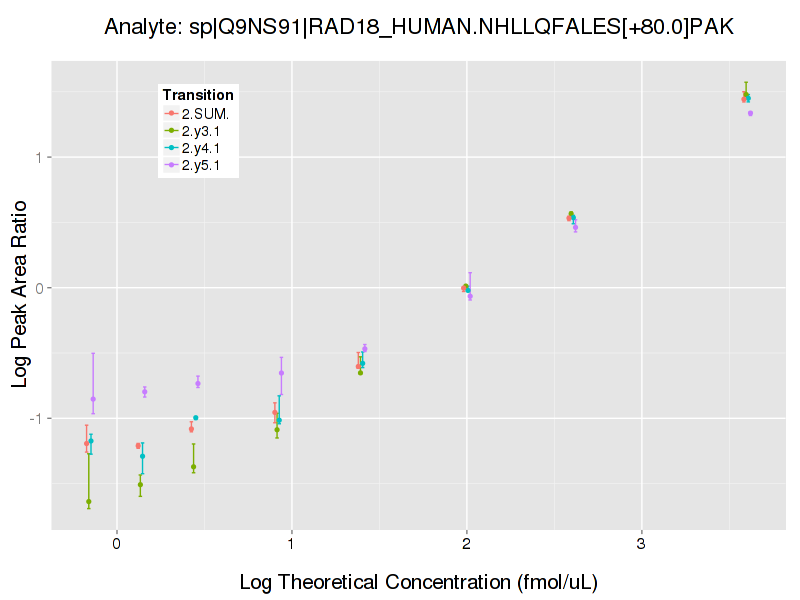 Analyte: sp|Q9NS91|RAD18_HUMAN.NHLLQFALES[+80.0]PAK
Transition
2.SUM.
2.y3.1
2.y4.1
2.y5.1
1
0
-1
Log Peak Area Ratio
0 1 2 3
Log Theoretical Concentration (fmol/uL)